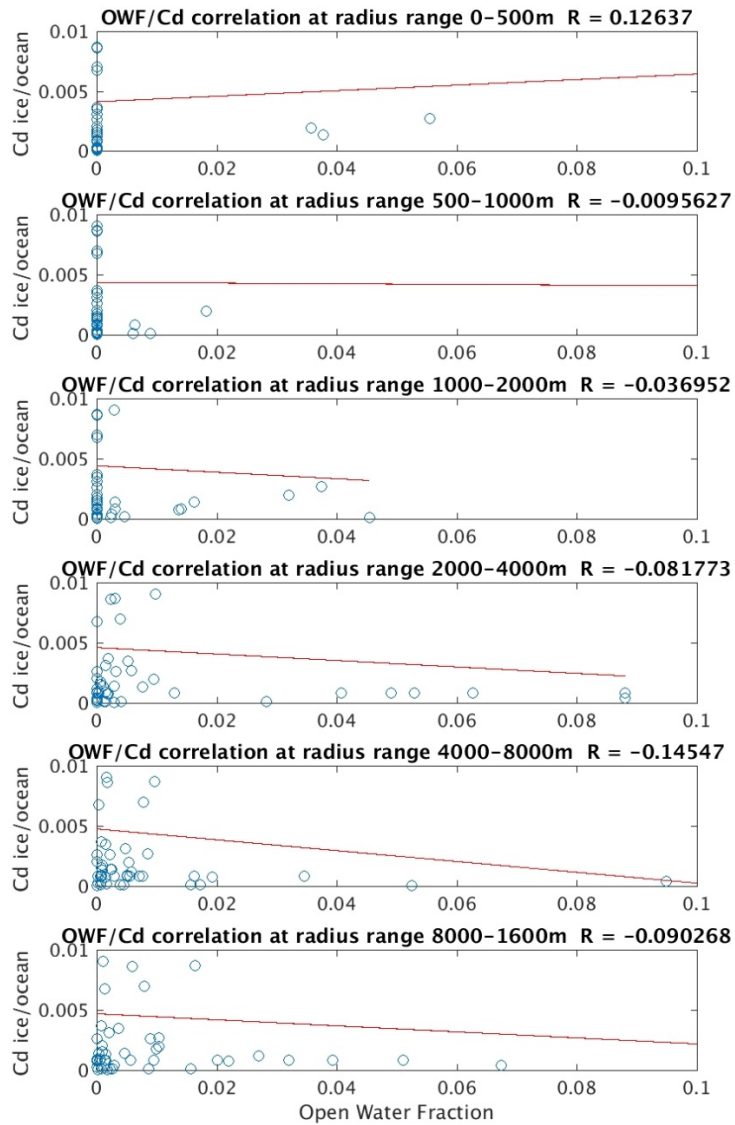 OWF/Cd correlation at radius range 0-500m R = 0.12637
0.01
0.005
0
Cd ice/ocean
0 0.02 0.04 0.06 0.08 0.1
OWF/Cd correlation at radius range 500-1000m R = -0.0095627
0.01
0.005
0
Cd ice/ocean
0 0.02 0.04 0.06 0.08 0.1
OWF/Cd correlation at radius range 1000-2000m R = -0.036952
0.01
0.005
0
Cd ice/ocean
0 0.02 0.04 0.06 0.08 0.1
OWF/Cd correlation at radius range 2000-4000m R = -0.081773
0.01
0.005
0
Cd ice/ocean
0 0.02 0.04 0.06 0.08 0.1
OWF/Cd correlation at radius range 4000-8000m R = -0.14547
0.01
0.005
0
Cd ice/ocean
0 0.02 0.04 0.06 0.08 0.1
OWF/Cd correlation at radius range 8000-1600m R = -0.090268
0.01
0.005
0
Cd ice/ocean
0 0.02 0.04 0.06 0.08 0.1
Open Water Fraction